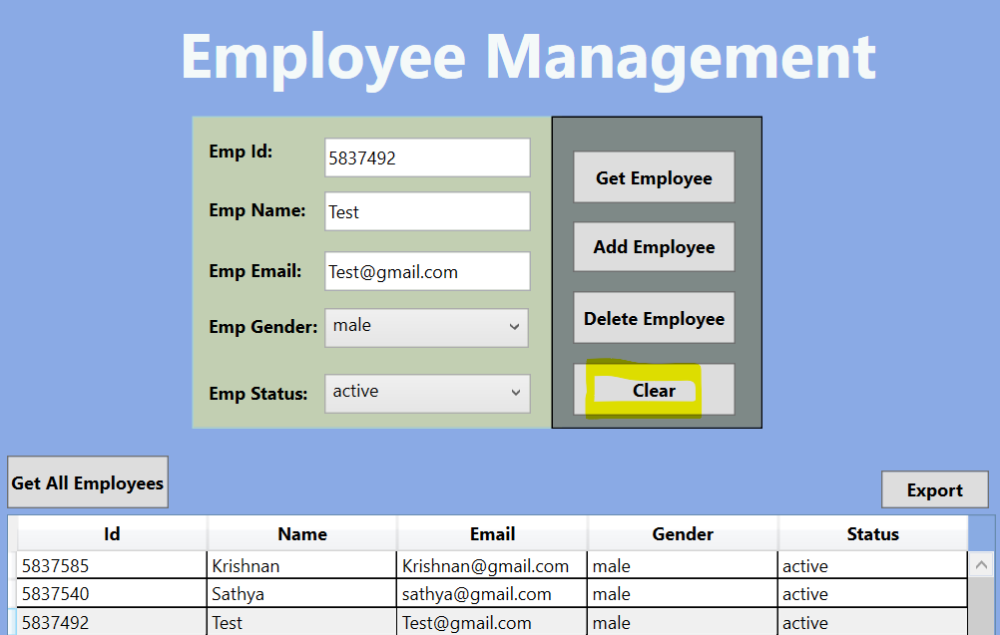 Employee Management
Emp Id: 5837492
Emp Name: Test
Emp Email: Test@gmail.com
Emp Gender: male
Emp Status: active
Get Employee
Add Employee
Delete Employee
Clear
Get All Employees
Export
Id Name Email Gender Status
5837585 Krishnan Krishnan@gmail.com male active
5837540 Sathya sathya@gmail.com male active
5837492 Test Test@gmail.com male active